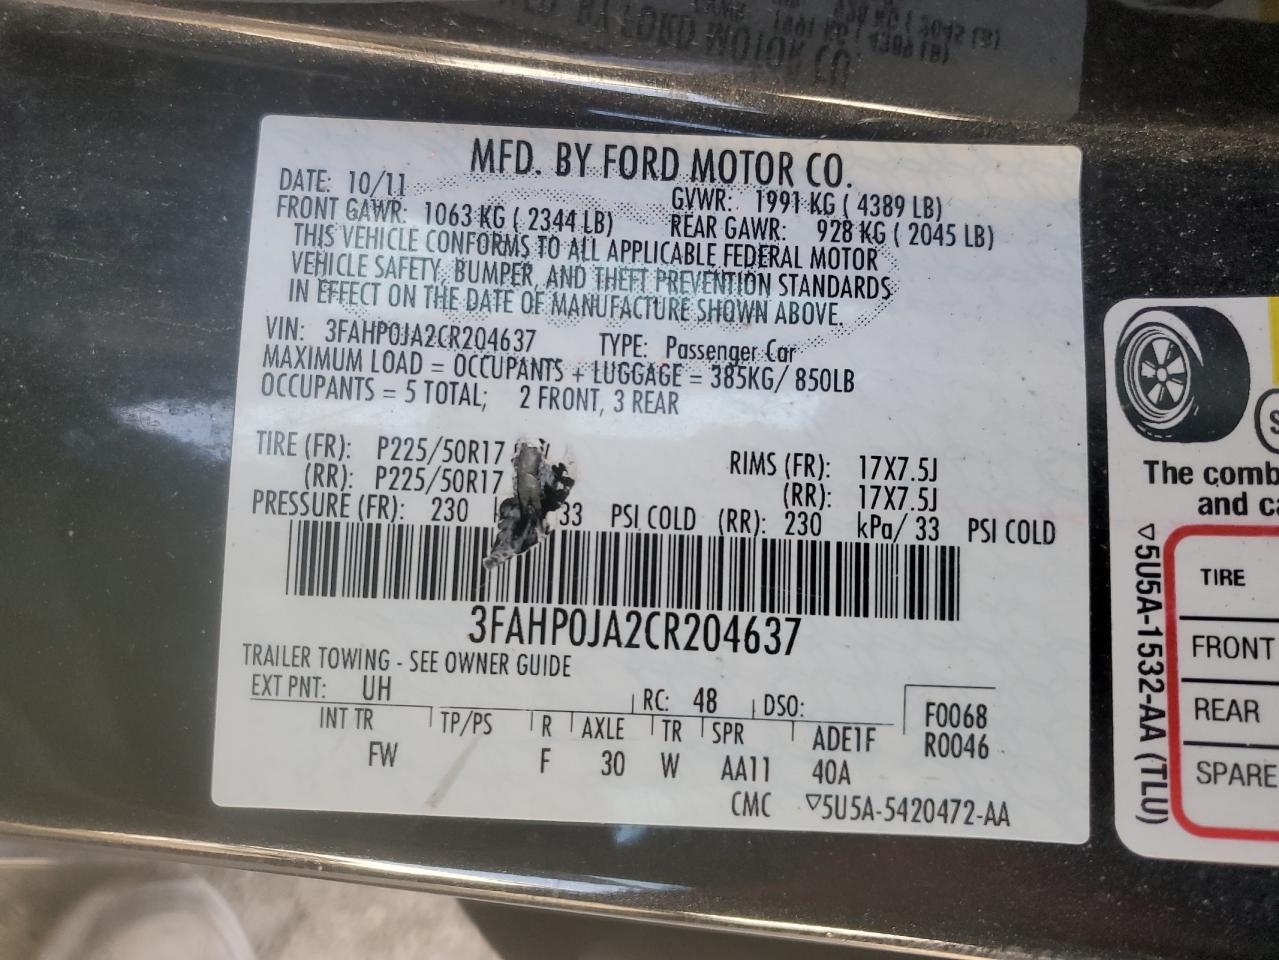 MFD. BY FORD MOTOR CO.
DATE: 10/11 GVWR: 1991 KG ( 4389 LB)
FRONT GAWR: 1063 KG ( 2344 LB) REAR GAWR: 928 KG ( 2045 LB)
THIS VEHICLE CONFORMS TO ALL APPLICABLE FEDERAL MOTOR
VEHICLE SAFETY, BUMPER, AND THEFT PREVENTION STANDARDS
IN EFFECT ON THE DATE OF MANUFACTURE SHOWN ABOVE.
VIN: 3FAHP0JA2CR204637 TYPE: Passenger Car
MAXIMUM LOAD = OCCUPANTS + LUGGAGE = 385KG/ 850LB
OCCUPANTS = 5 TOTAL; 2 FRONT, 3 REAR
TIRE (FR): P225/50R17 RIMS (FR): 17X7.5J
(RR): P225/50R17 (RR): 17X7.5J
PRESSURE (FR): 230 33 PSI COLD (RR): 230 kPa/ 33 PSI COLD
3FAHP0JA2CR204637
TRAILER TOWING - SEE OWNER GUIDE
EXT PNT: UH RC: 48 DSO: F0068
INT TR TP/PS R AXLE TR SPR ADE1F R0046
FW F 30 W AA11 40A
CMC ▽5U5A-5420472-AA
The comb
and ca
▽5U5A-1532-AA (TLU)
TIRE
FRONT
REAR
SPARE